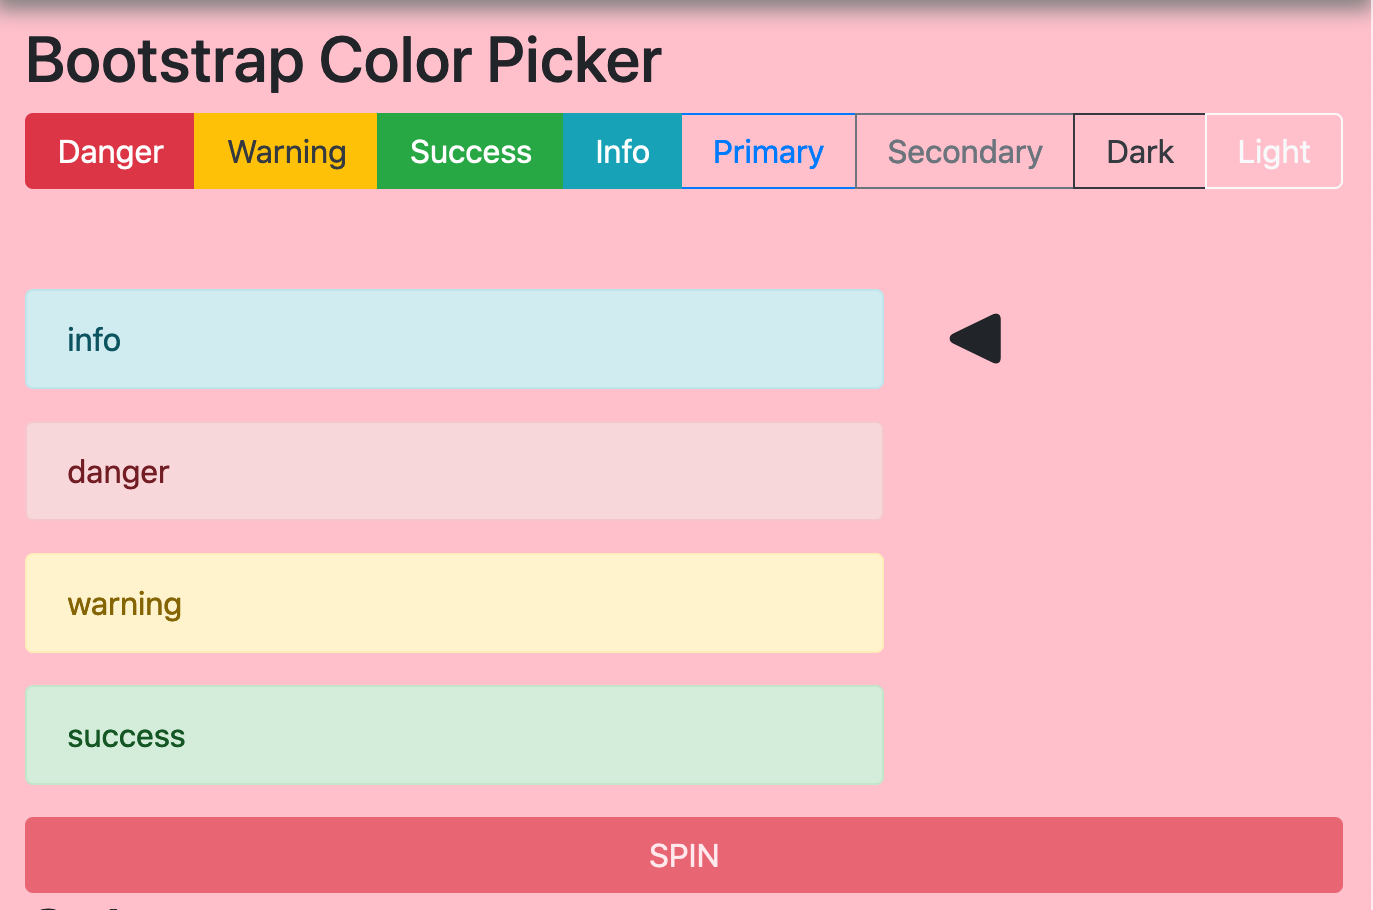 Bootstrap Color Picker
Danger Warning Success Info Primary Secondary Dark Light
info
danger
warning
success
SPIN